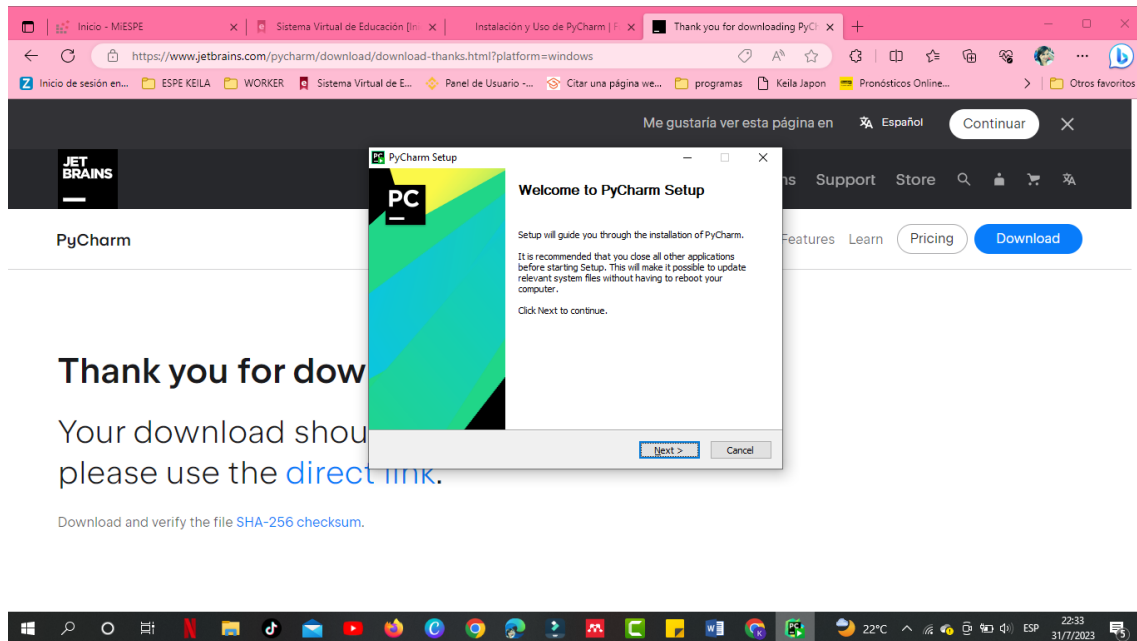 Inicio - MiESPE
Sistema Virtual de Educación [In
Instalación y Uso de PyCharm | F
Thank you for downloading PyCh
https://www.jetbrains.com/pycharm/download/download-thanks.html?platform=windows
Inicio de sesión en...
ESPE KEILA
WORKER
Sistema Virtual de E...
Panel de Usuario -...
Citar una página we...
programas
Keila Japon
Pronósticos Online...
Otros favoritos
Me gustaría ver esta página en
Español
Continuar
JET
BRAINS
ns
Support
Store
PyCharm Setup
PC
Welcome to PyCharm Setup
Setup will guide you through the installation of PyCharm.
It is recommended that you close all other applications
before starting Setup. This will make it possible to update
relevant system files without having to reboot your
computer.
Click Next to continue.
Next >
Cancel
PyCharm
Features
Learn
Pricing
Download
Thank you for dow
Your download shou
please use the direct link.
Download and verify the file SHA-256 checksum.
22°C
ESP
22:33
31/7/2023